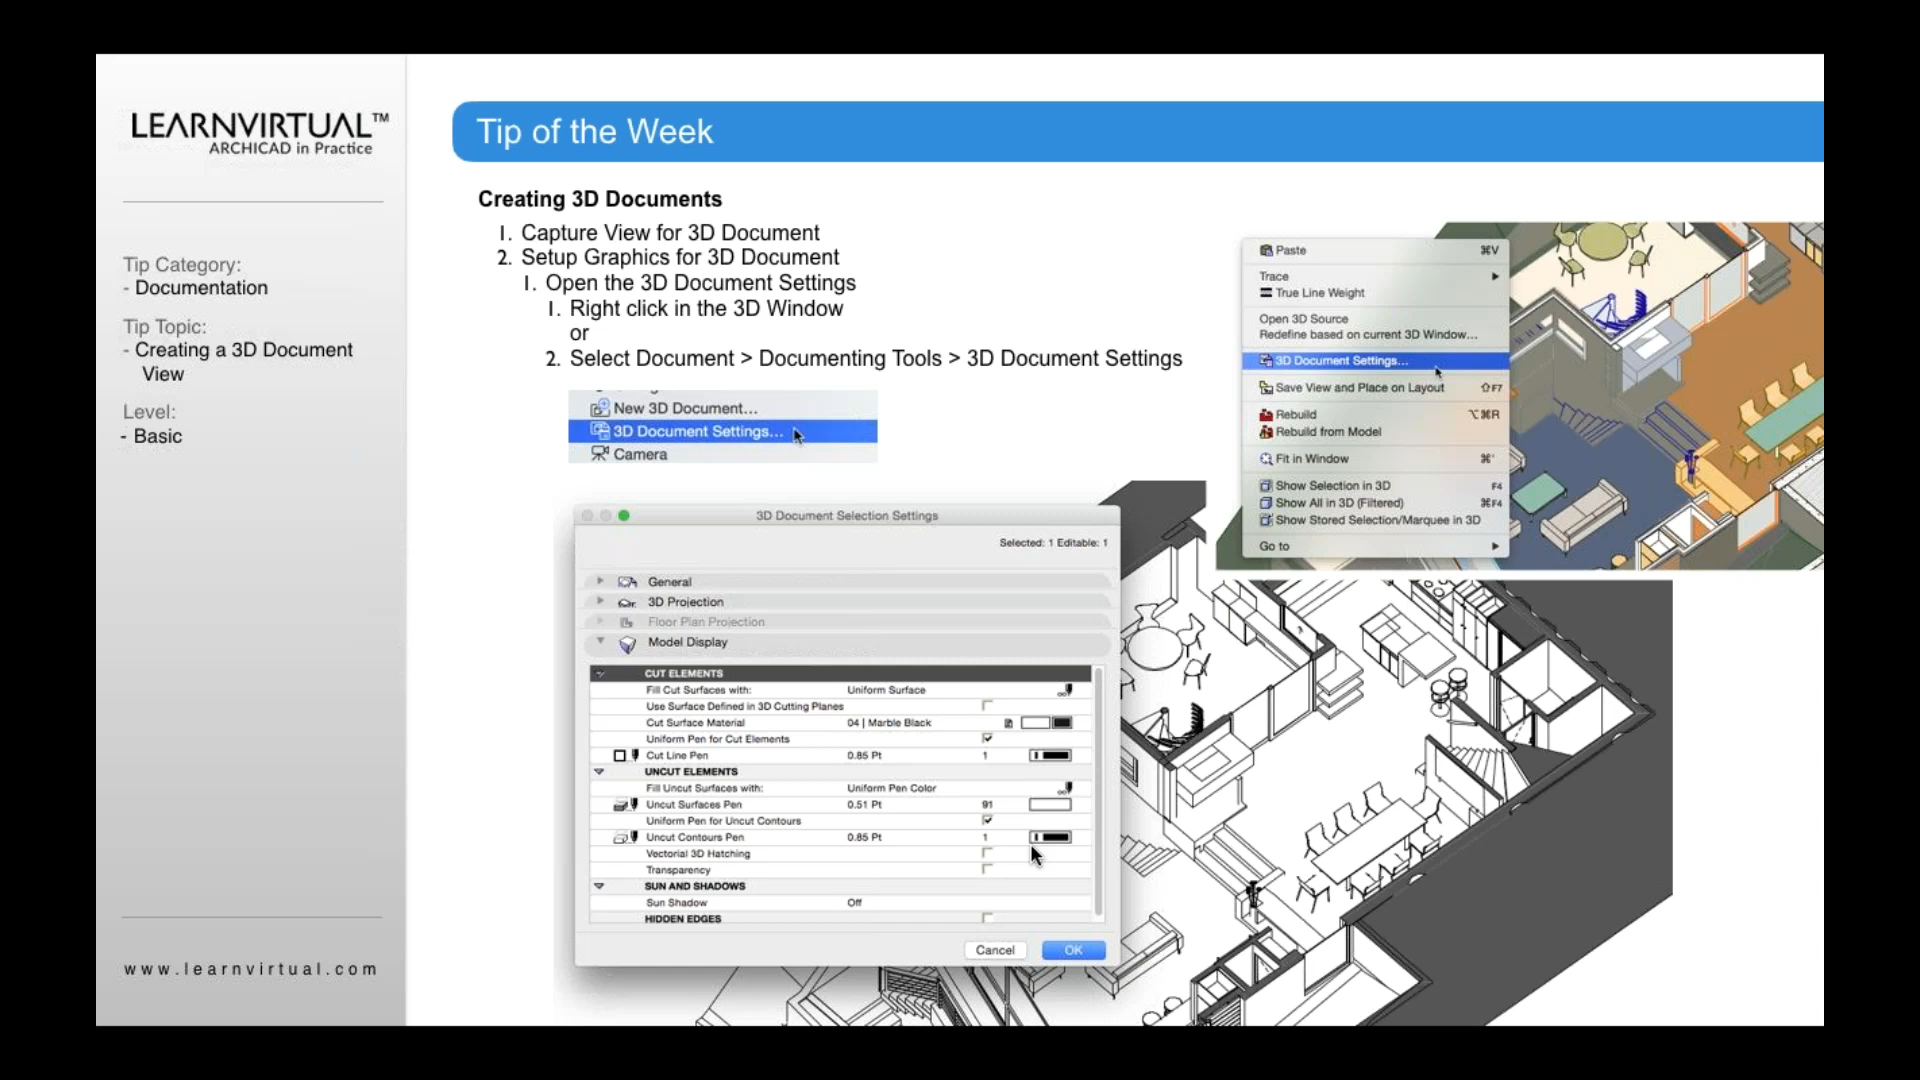 LEARNVIRTUAL™
ARCHICAD in Practice
Tip Category:
- Documentation
Tip Topic:
- Creating a 3D Document
View
Level:
- Basic
www.learnvirtual.com
Tip of the Week
Creating 3D Documents
1. Capture View for 3D Document
2. Setup Graphics for 3D Document
1. Open the 3D Document Settings
1. Right click in the 3D Window
or
2. Select Document > Documenting Tools > 3D Document Settings
New 3D Document...
3D Document Settings...
Camera
Paste ⌘V
Trace
True Line Weight
Open 3D Source
Redefine based on current 3D Window...
3D Document Settings...
Save View and Place on Layout ⇧F7
Rebuild ⌥⌘R
Rebuild from Model
Fit in Window ⌘'
Show Selection in 3D F4
Show All in 3D (Filtered) ⌘F4
Show Stored Selection/Marquee in 3D
Go to
3D Document Selection Settings
Selected: 1 Editable: 1
General
3D Projection
Floor Plan Projection
Model Display
CUT ELEMENTS
Fill Cut Surfaces with: Uniform Surface
Use Surface Defined in 3D Cutting Planes
Cut Surface Material 04 | Marble Black
Uniform Pen for Cut Elements
Cut Line Pen 0.85 Pt 1
UNCUT ELEMENTS
Fill Uncut Surfaces with: Uniform Pen Color
Uncut Surfaces Pen 0.51 Pt 91
Uniform Pen for Uncut Contours
Uncut Contours Pen 0.85 Pt 1
Vectorial 3D Hatching
Transparency
SUN AND SHADOWS
Sun Shadow Off
HIDDEN EDGES
Cancel OK